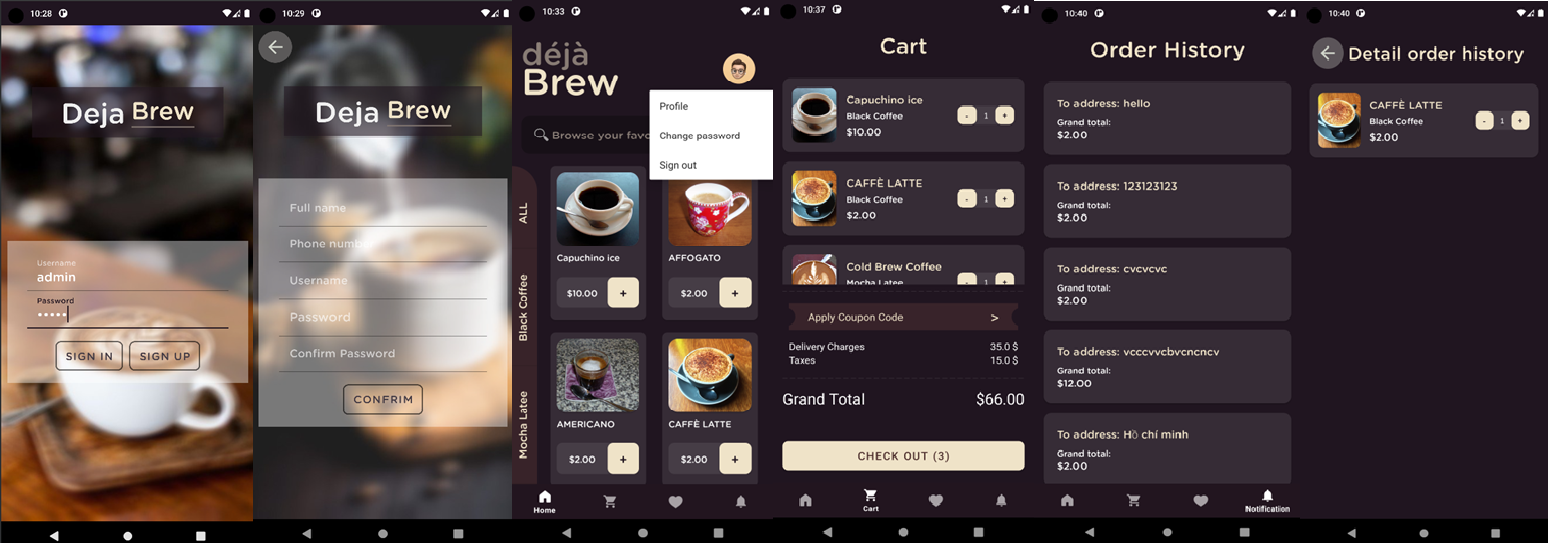 10:28
Deja Brew
Username
admin
Password
•••••
SIGN IN
SIGN UP
10:29
Deja Brew
Full name
Phone number
Username
Password
Confirm Password
CONFRIM
10:33
déjà
Brew
Profile
Change password
Sign out
Browse your favo
ALL
Black Coffee
Mocha Latee
Capuchino ice
$10.00 +
AFFOGATO
$2.00 +
AMERICANO
$2.00 +
CAFFÈ LATTE
$2.00 +
Home
10:37
Cart
Capuchino ice
Black Coffee
$10.00
- 1 +
CAFFÈ LATTE
Black Coffee
$2.00
- 1 +
Cold Brew Coffee
Mocha Latee
- 1 +
Apply Coupon Code >
Delivery Charges 35.0 $
Taxes 15.0 $
Grand Total $66.00
CHECK OUT (3)
Cart
10:40
Order History
To address: hello
Grand total:
$2.00
To address: 123123123
Grand total:
$2.00
To address: cvcvcvc
Grand total:
$2.00
To address: vcccvvcbvcncncv
Grand total:
$12.00
To address: Hồ chí minh
Grand total:
$2.00
Notification
10:40
Detail order history
CAFFÈ LATTE
Black Coffee
$2.00
- 1 +